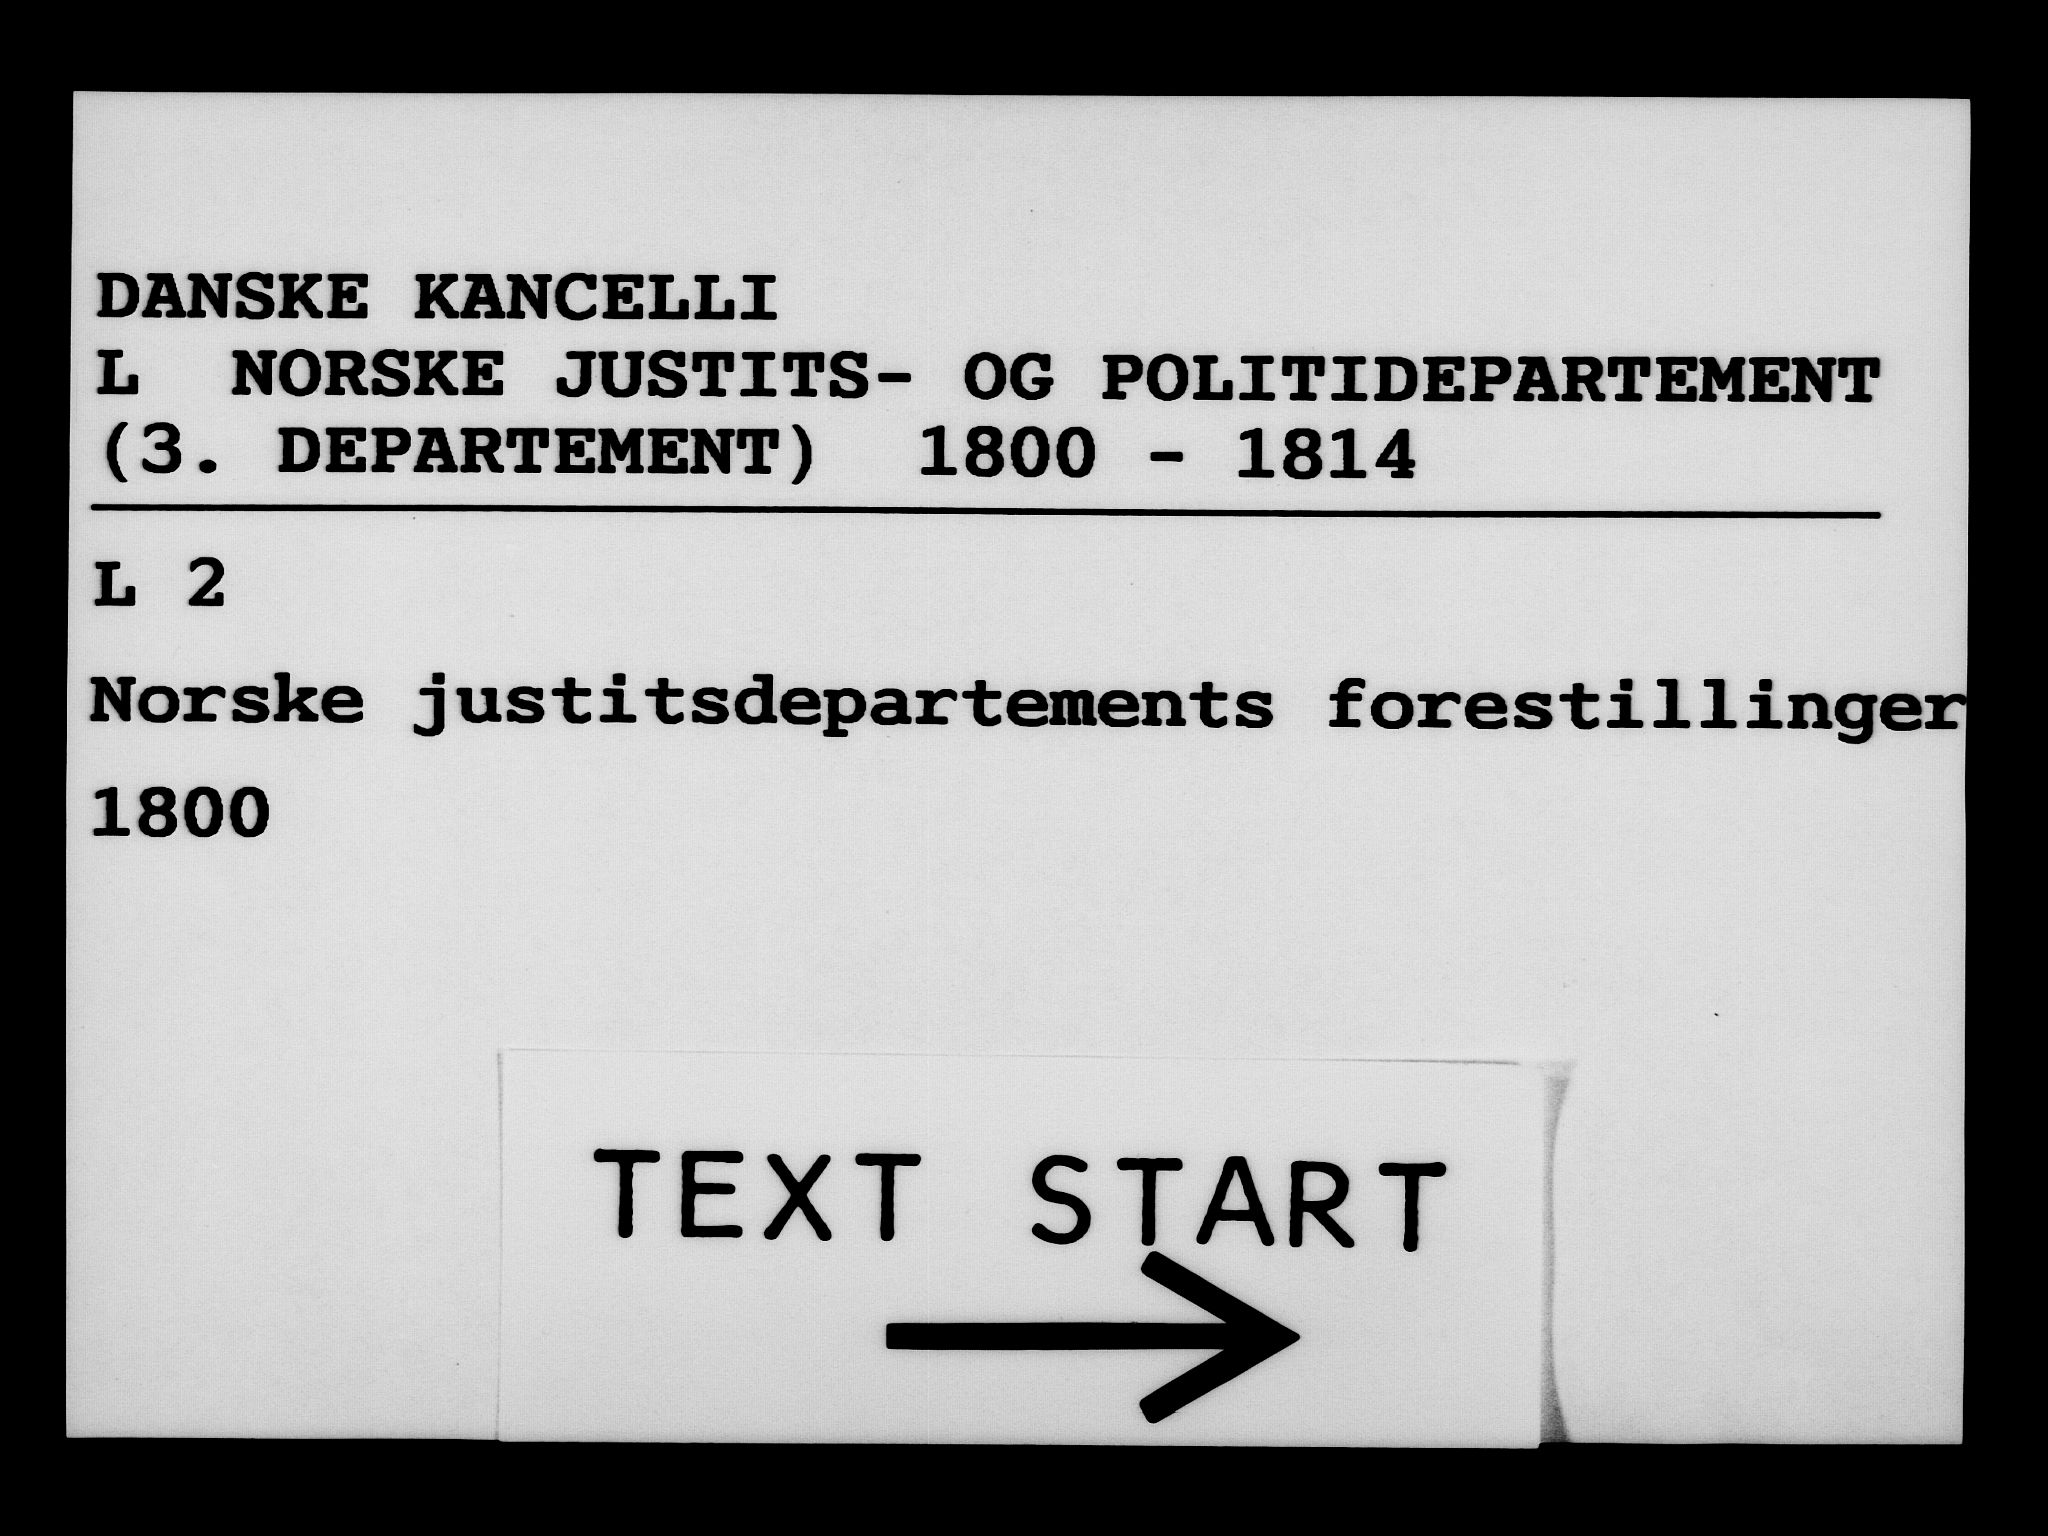 DANSKE KANCELLI
L NORSKE JUSTITS- OG POLITIDEPARTEMENT
(3. DEPARTEMENT) 1800 - 1814
L 2
Norske justitsdepartements forestillinger
1800
TEXT START